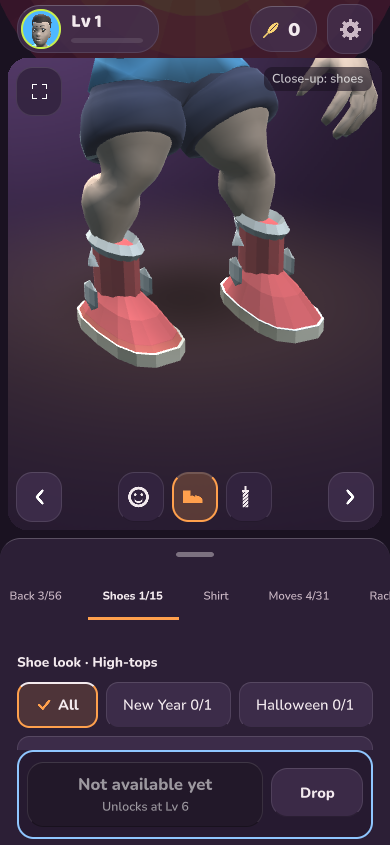 Lv 1
0
Close-up: shoes
Back 3/56
Shoes 1/15
Shirt
Moves 4/31
Shoe look · High-tops
All
New Year 0/1
Halloween 0/1
Not available yet
Unlocks at Lv 6
Drop